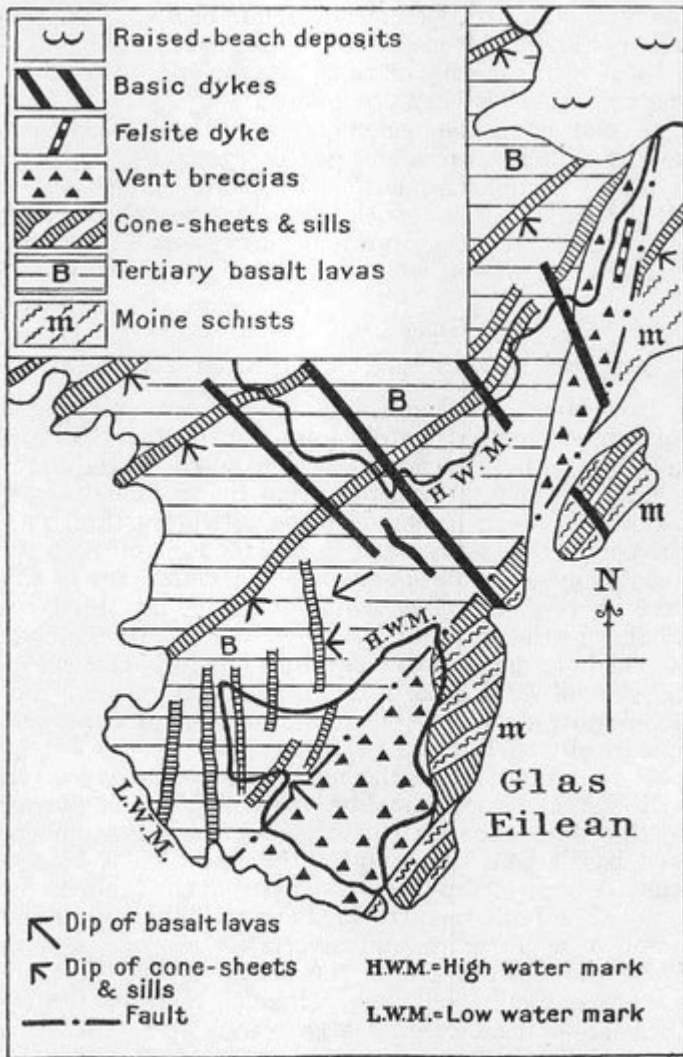 Raised-beach deposits
Basic dykes
Felsite dyke
Vent breccias
Cone-sheets & sills
B
Tertiary basalt lavas
m
Moine schists
B
m
B
H.W.M.
m
N
H.W.M.
B
m
Glas
Eilean
L.W.M.
Dip of basalt lavas
Dip of cone-sheets
& sills
Fault
H.W.M.=High water mark
L.W.M.=Low water mark